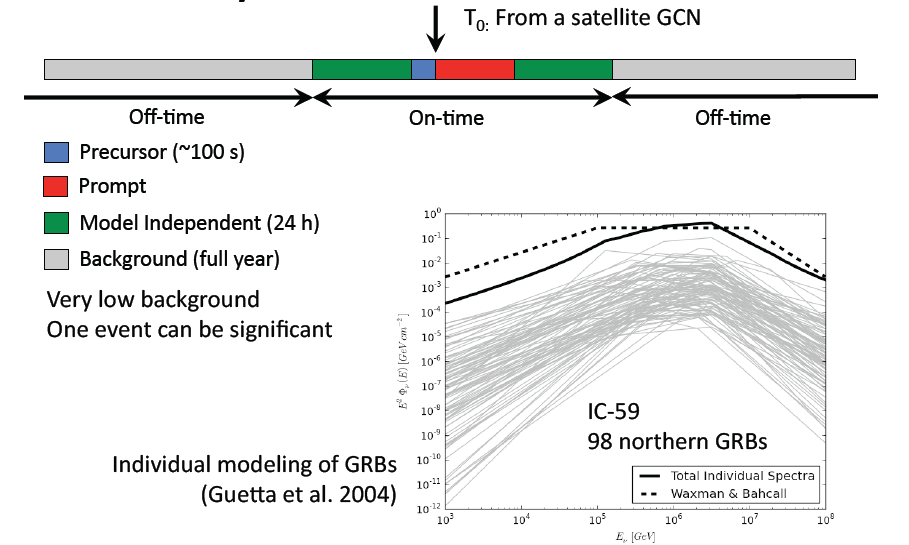 T0: From a satellite GCN
Off-time
On-time
Off-time
Precursor (~100 s)
Prompt
Model Independent (24 h)
Background (full year)
Very low background
One event can be significant
Individual modeling of GRBs
(Guetta et al. 2004)
10^0
10^-1
10^-2
10^-3
10^-4
10^-5
10^-6
10^-7
10^-8
10^-9
10^-10
10^-11
10^-12
E² Φν(E) [GeV cm^-2]
IC-59
98 northern GRBs
Total Individual Spectra
Waxman & Bahcall
10^3 10^4 10^5 10^6 10^7 10^8
Eν [GeV]